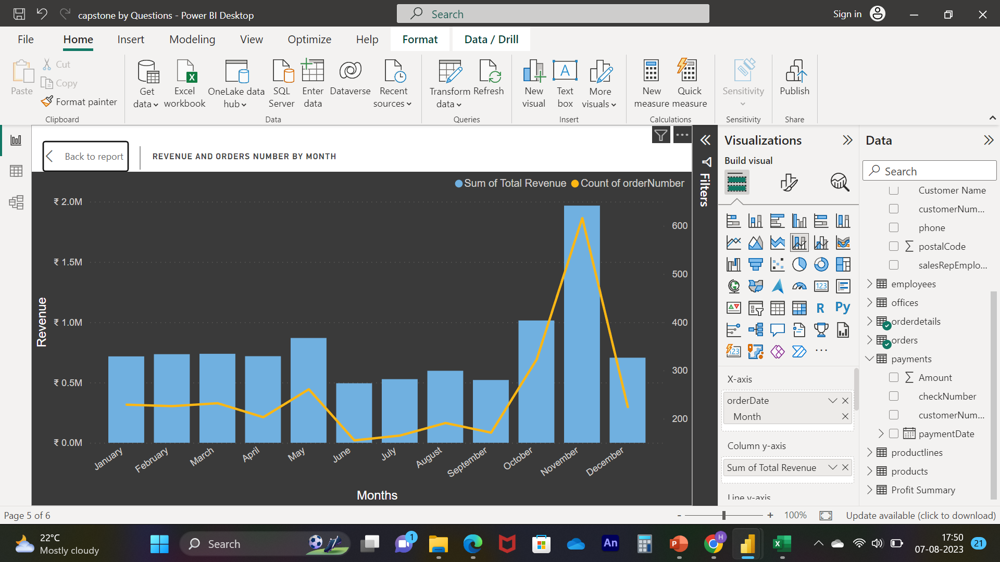 capstone by Questions - Power BI Desktop
Search
Sign in
File
Home
Insert
Modeling
View
Optimize
Help
Format
Data / Drill
Paste
Cut
Copy
Format painter
Clipboard
Get data
Excel workbook
OneLake data hub
SQL Server
Enter data
Dataverse
Recent sources
Data
Transform data
Refresh
Queries
New visual
A
Text box
More visuals
Insert
New measure
Quick measure
Calculations
Sensitivity
Sensitivity
Publish
Share
Back to report
REVENUE AND ORDERS NUMBER BY MONTH
Sum of Total Revenue
Count of orderNumber
₹ 2.0M
₹ 1.5M
₹ 1.0M
₹ 0.5M
₹ 0.0M
Revenue
600
500
400
300
200
January
February
March
April
May
June
July
August
September
October
November
December
Months
Filters
Visualizations
Build visual
123
R
Py
123
X-axis
orderDate
Month
Column y-axis
Sum of Total Revenue
Line y-axis
Data
Search
Customer Name
customerNum...
phone
postalCode
salesRepEmplo...
employees
offices
orderdetails
orders
payments
Amount
checkNumber
customerNum...
paymentDate
productlines
products
Profit Summary
Page 5 of 6
- + 100%
Update available (click to download)
22°C
Mostly cloudy
Search
1
An
P
H
X
17:50
07-08-2023
21